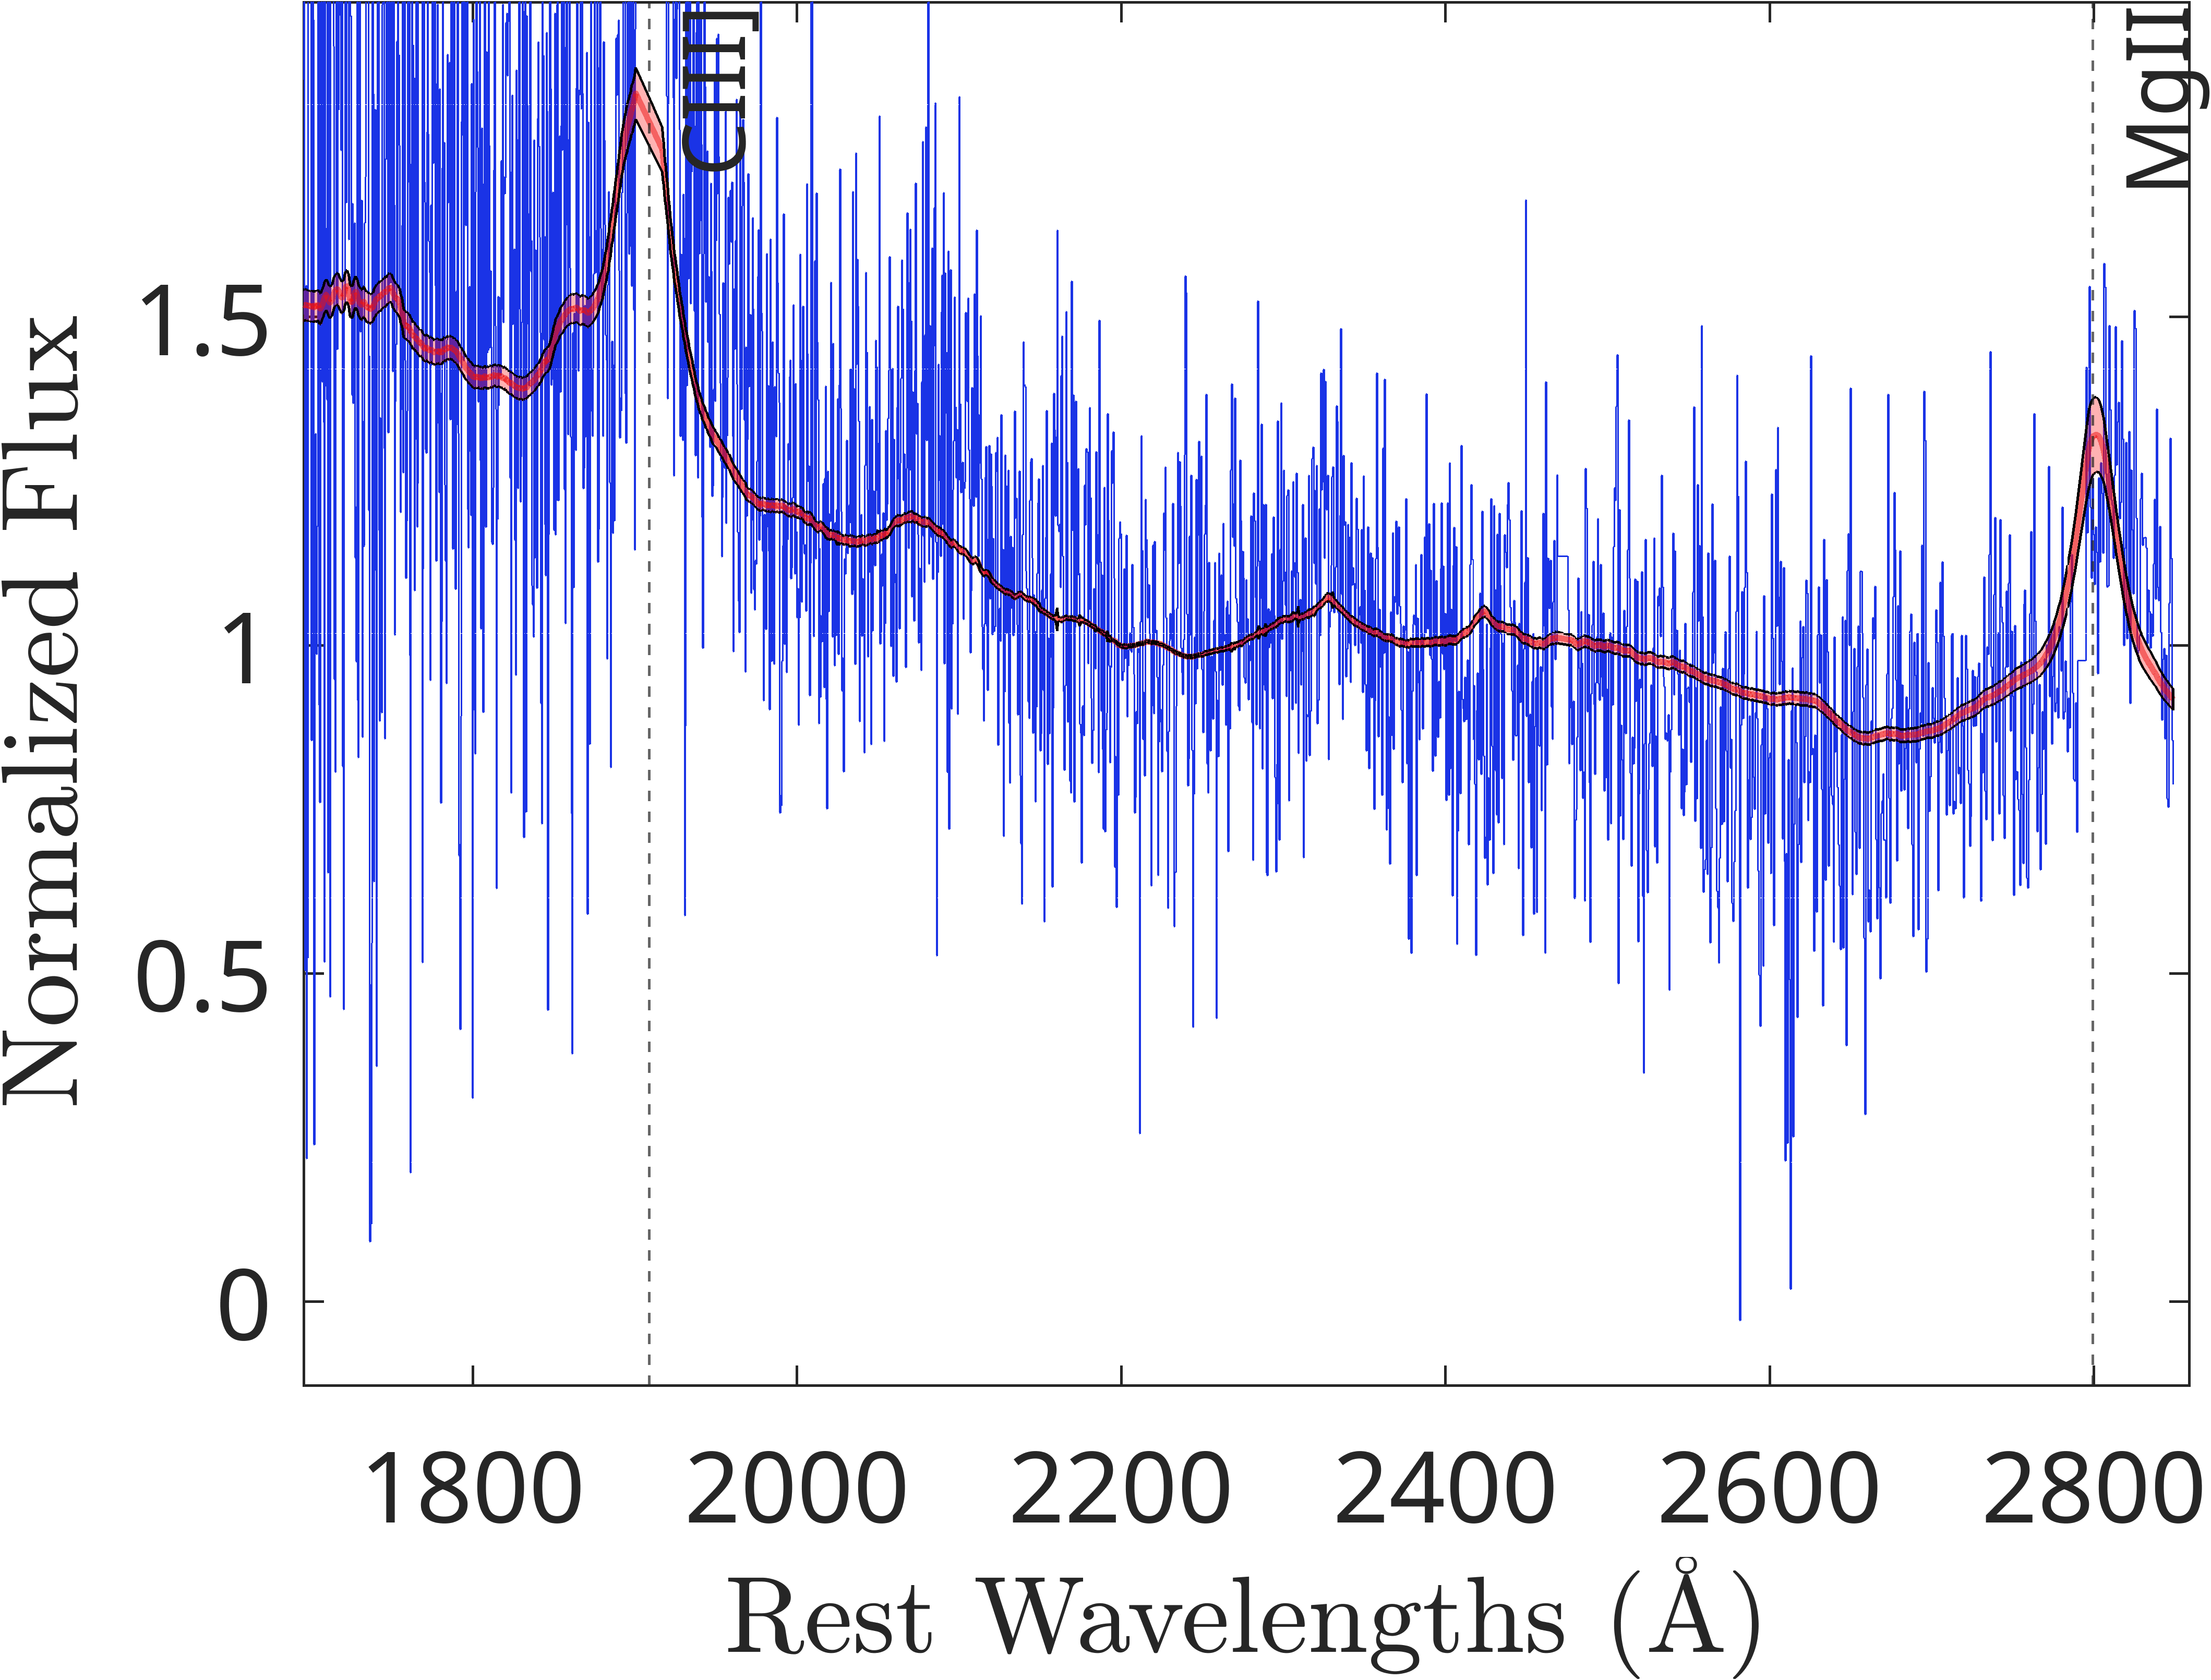 CIII]
MgII
Normalized Flux
1.5
1
0.5
0
1800 2000 2200 2400 2600 2800
Rest Wavelengths (Å)